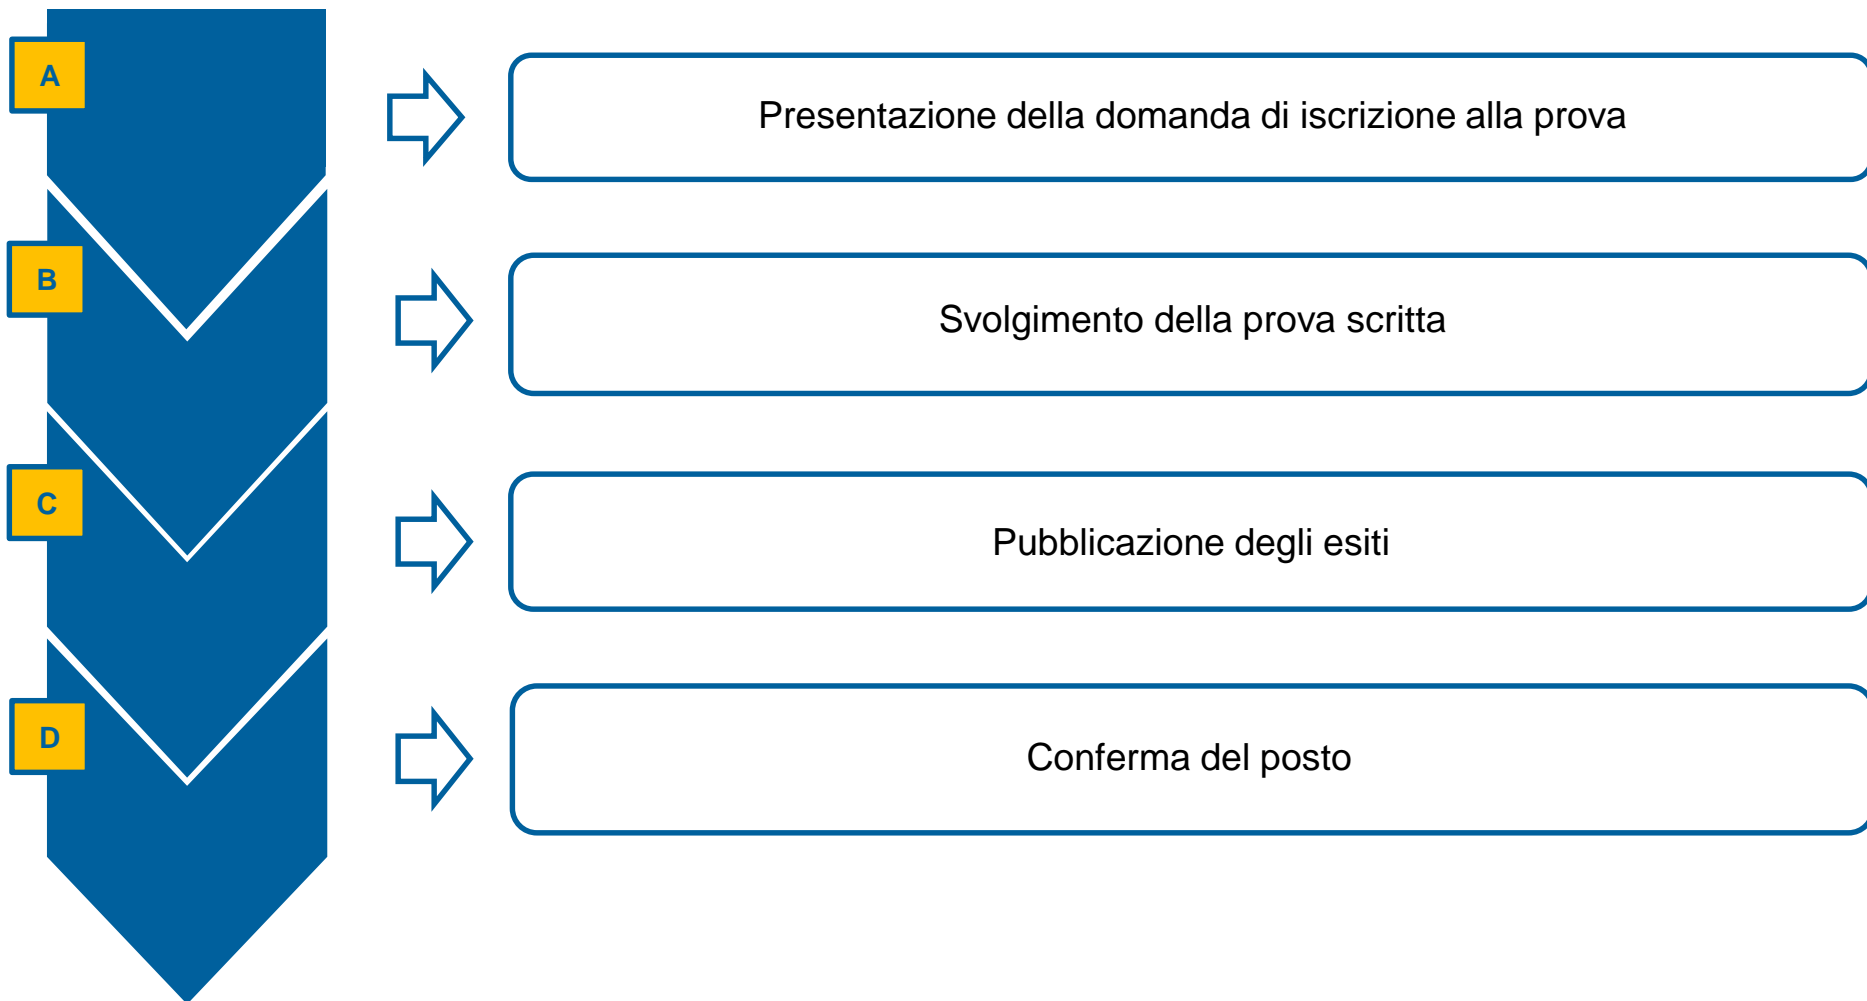 A
Presentazione della domanda di iscrizione alla prova
B
Svolgimento della prova scritta
C
Pubblicazione degli esiti
D
Conferma del posto